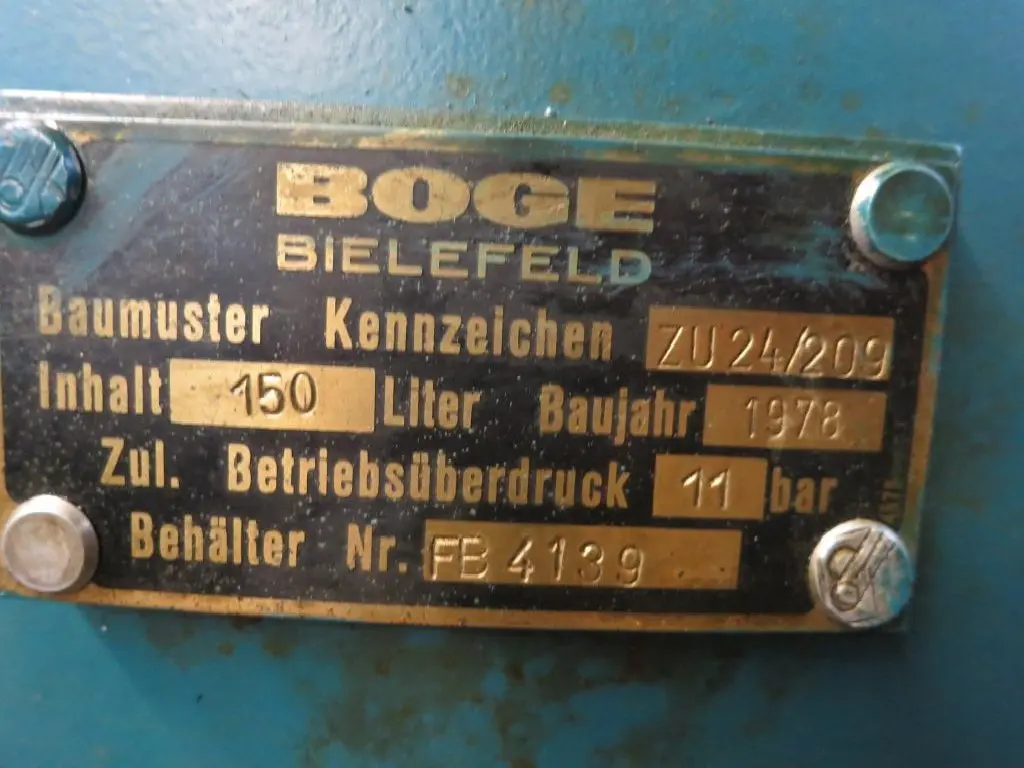 BOGE
BIELEFELD
Baumuster Kennzeichen ZU 24/209
Inhalt 150 Liter Baujahr 1978
Zul. Betriebsüberdruck 11 bar
Behälter Nr. FB 4139